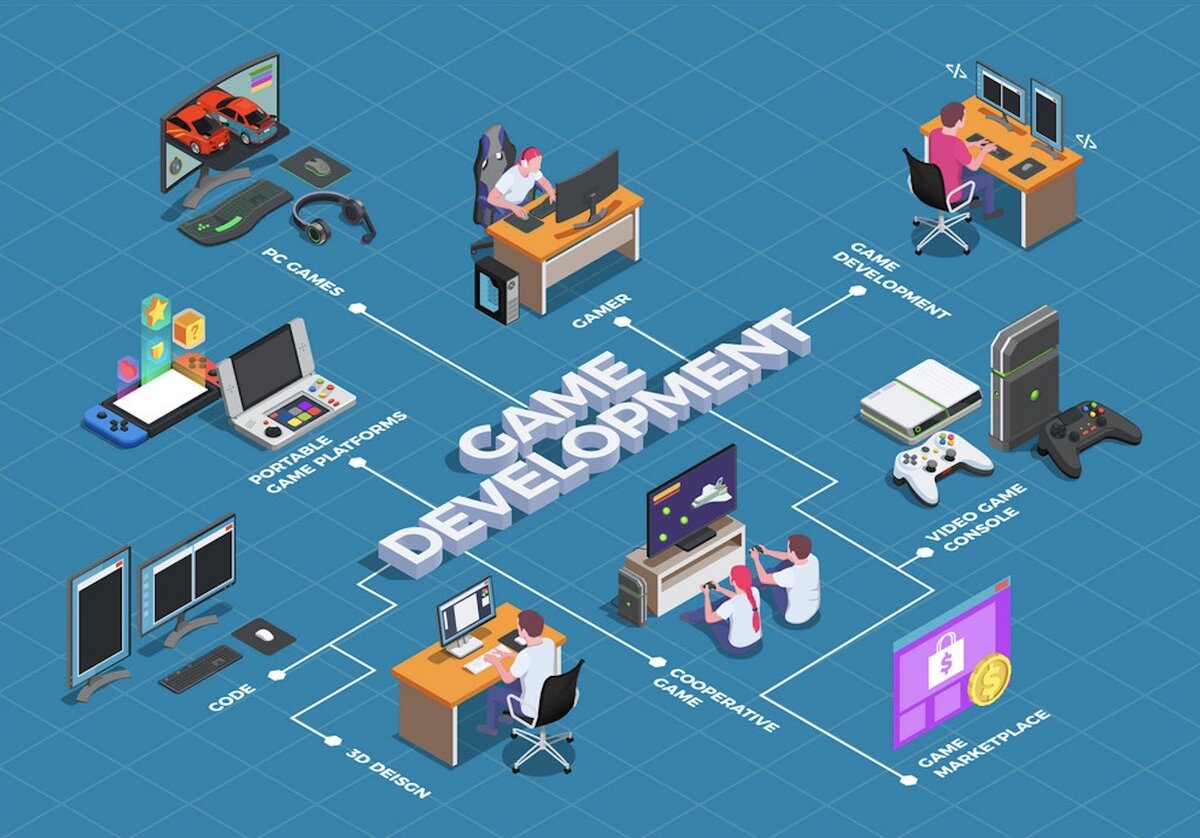 </>
</>
PC GAMES
GAMER
GAME
DEVELOPMENT
GAME
DEVELOPMENT
PORTABLE
GAME PLATFORMS
VIDEO GAME
CONSOLE
CODE
3D DEISGN
COOPERATIVE
GAME
GAME
MARKETPLACE
?
$
$